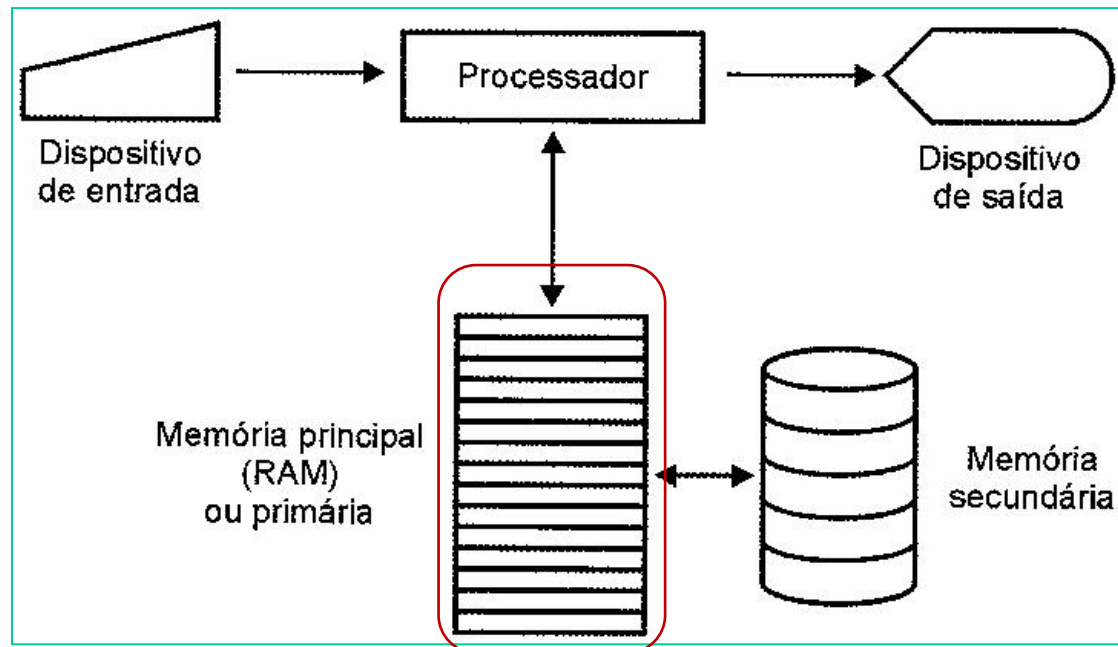 Processador
Dispositivo
de entrada
Dispositivo
de saída
Memória principal
(RAM)
ou primária
Memória
secundária